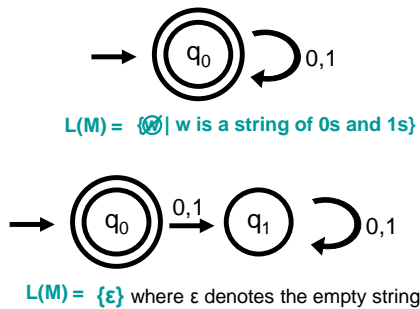 q0
0,1
L(M) = {w | w is a string of 0s and 1s}
q0
0,1
q1
0,1
L(M) = {ε} where ε denotes the empty string